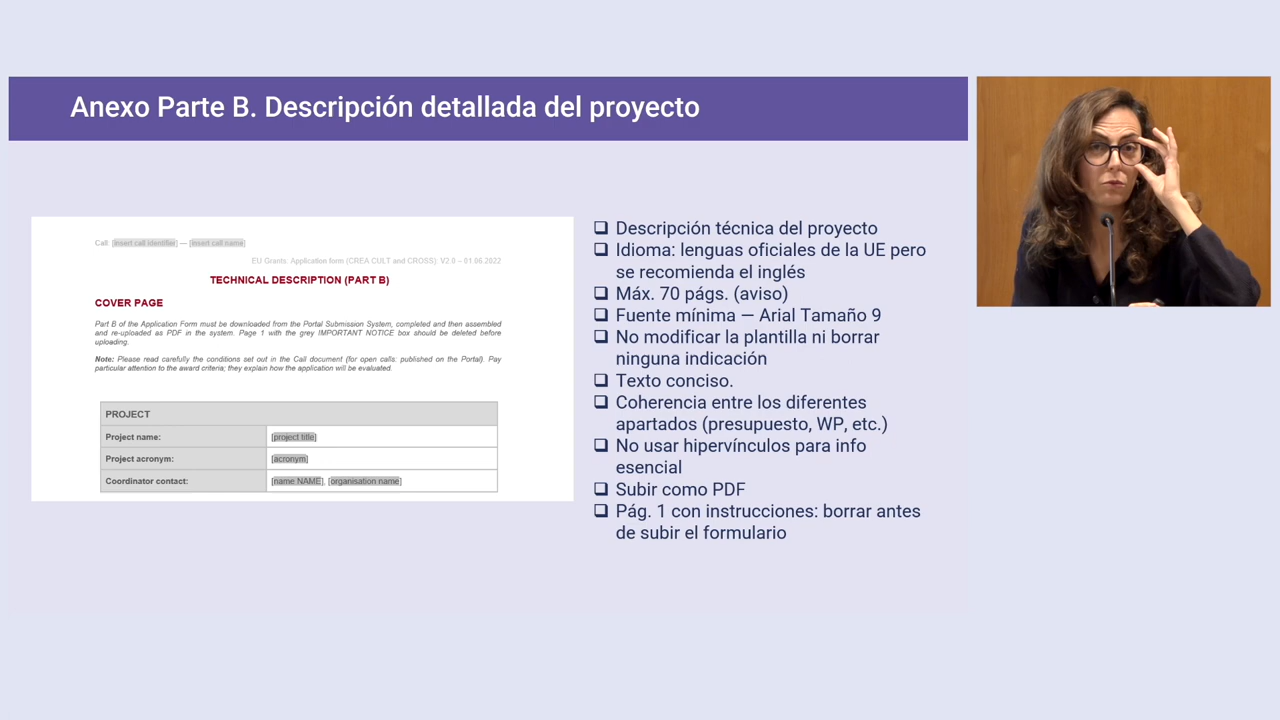 Anexo Parte B. Descripción detallada del proyecto
Call: [insert call identifier] — [insert call name]
EU Grants: Application form (CREA CULT and CROSS): V2.0 – 01.06.2022
TECHNICAL DESCRIPTION (PART B)
COVER PAGE
Part B of the Application Form must be downloaded from the Portal Submission System, completed and then assembled
and re-uploaded as PDF in the system. Page 1 with the grey IMPORTANT NOTICE box should be deleted before
uploading.
Note: Please read carefully the conditions set out in the Call document (for open calls: published on the Portal). Pay
particular attention to the award criteria; they explain how the application will be evaluated.
PROJECT
Project name: [project title]
Project acronym: [acronym]
Coordinator contact: [name NAME], [organisation name]
Descripción técnica del proyecto
Idioma: lenguas oficiales de la UE pero
se recomienda el inglés
Máx. 70 págs. (aviso)
Fuente mínima — Arial Tamaño 9
No modificar la plantilla ni borrar
ninguna indicación
Texto conciso.
Coherencia entre los diferentes
apartados (presupuesto, WP, etc.)
No usar hipervínculos para info
esencial
Subir como PDF
Pág. 1 con instrucciones: borrar antes
de subir el formulario